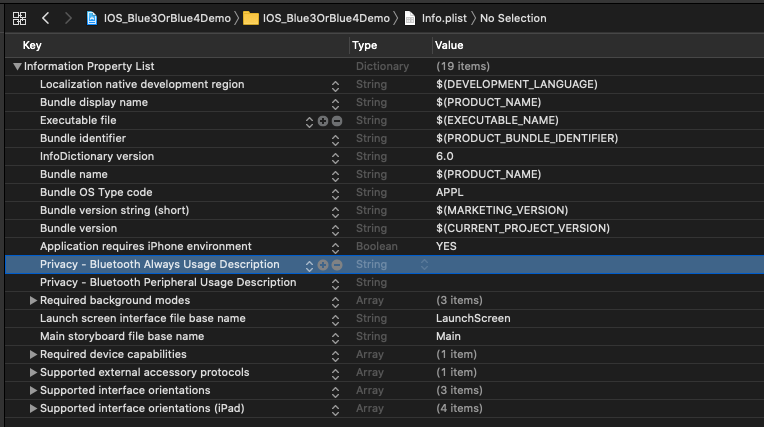 IOS_Blue3OrBlue4Demo IOS_Blue3OrBlue4Demo Info.plist No Selection
Key Type Value
Information Property List Dictionary (19 items)
Localization native development region String $(DEVELOPMENT_LANGUAGE)
Bundle display name String $(PRODUCT_NAME)
Executable file String $(EXECUTABLE_NAME)
Bundle identifier String $(PRODUCT_BUNDLE_IDENTIFIER)
InfoDictionary version String 6.0
Bundle name String $(PRODUCT_NAME)
Bundle OS Type code String APPL
Bundle version string (short) String $(MARKETING_VERSION)
Bundle version String $(CURRENT_PROJECT_VERSION)
Application requires iPhone environment Boolean YES
Privacy - Bluetooth Always Usage Description String
Privacy - Bluetooth Peripheral Usage Description String
Required background modes Array (3 items)
Launch screen interface file base name String LaunchScreen
Main storyboard file base name String Main
Required device capabilities Array (1 item)
Supported external accessory protocols Array (1 item)
Supported interface orientations Array (3 items)
Supported interface orientations (iPad) Array (4 items)